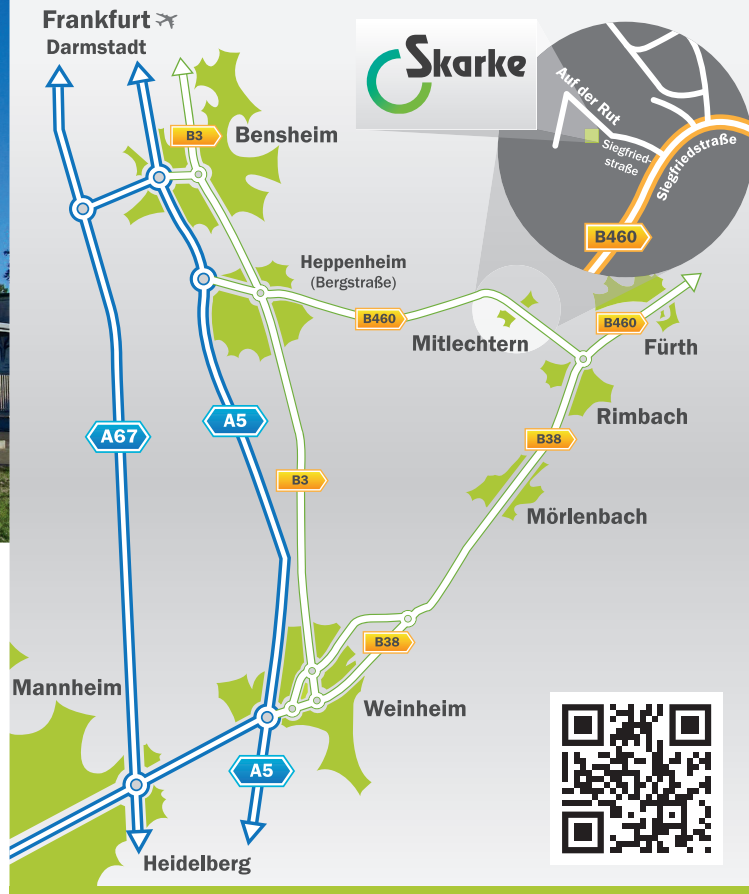 Frankfurt
Darmstadt
Skarke
Auf der Rut
Siegfried-
straße
Siegfriedstraße
B460
B3
Bensheim
Heppenheim
(Bergstraße)
B460
Mitlechtern
B460
Fürth
A67
A5
Rimbach
B38
B3
Mörlenbach
B38
Mannheim
Weinheim
A5
Heidelberg